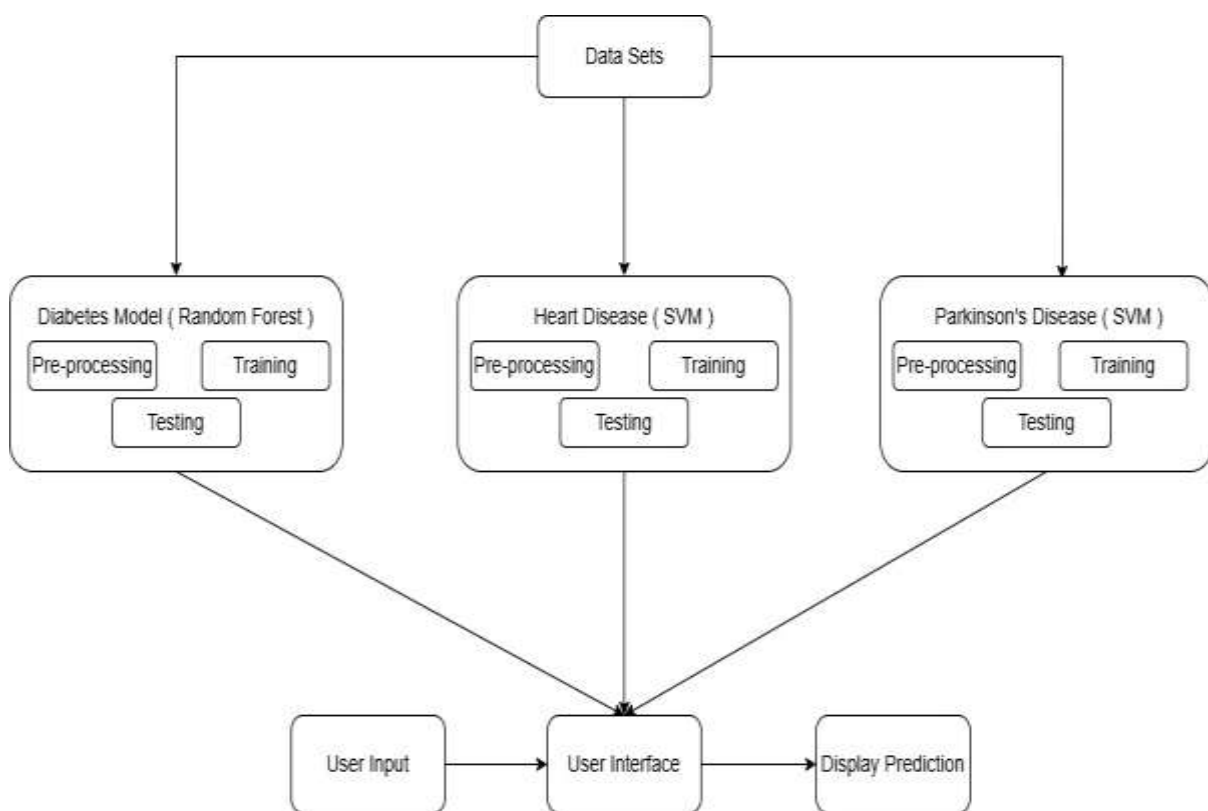 Data Sets
Diabetes Model ( Random Forest )
Pre-processing
Training
Testing
Heart Disease ( SVM )
Pre-processing
Training
Testing
Parkinson's Disease ( SVM )
Pre-processing
Training
Testing
User Input
User Interface
Display Prediction